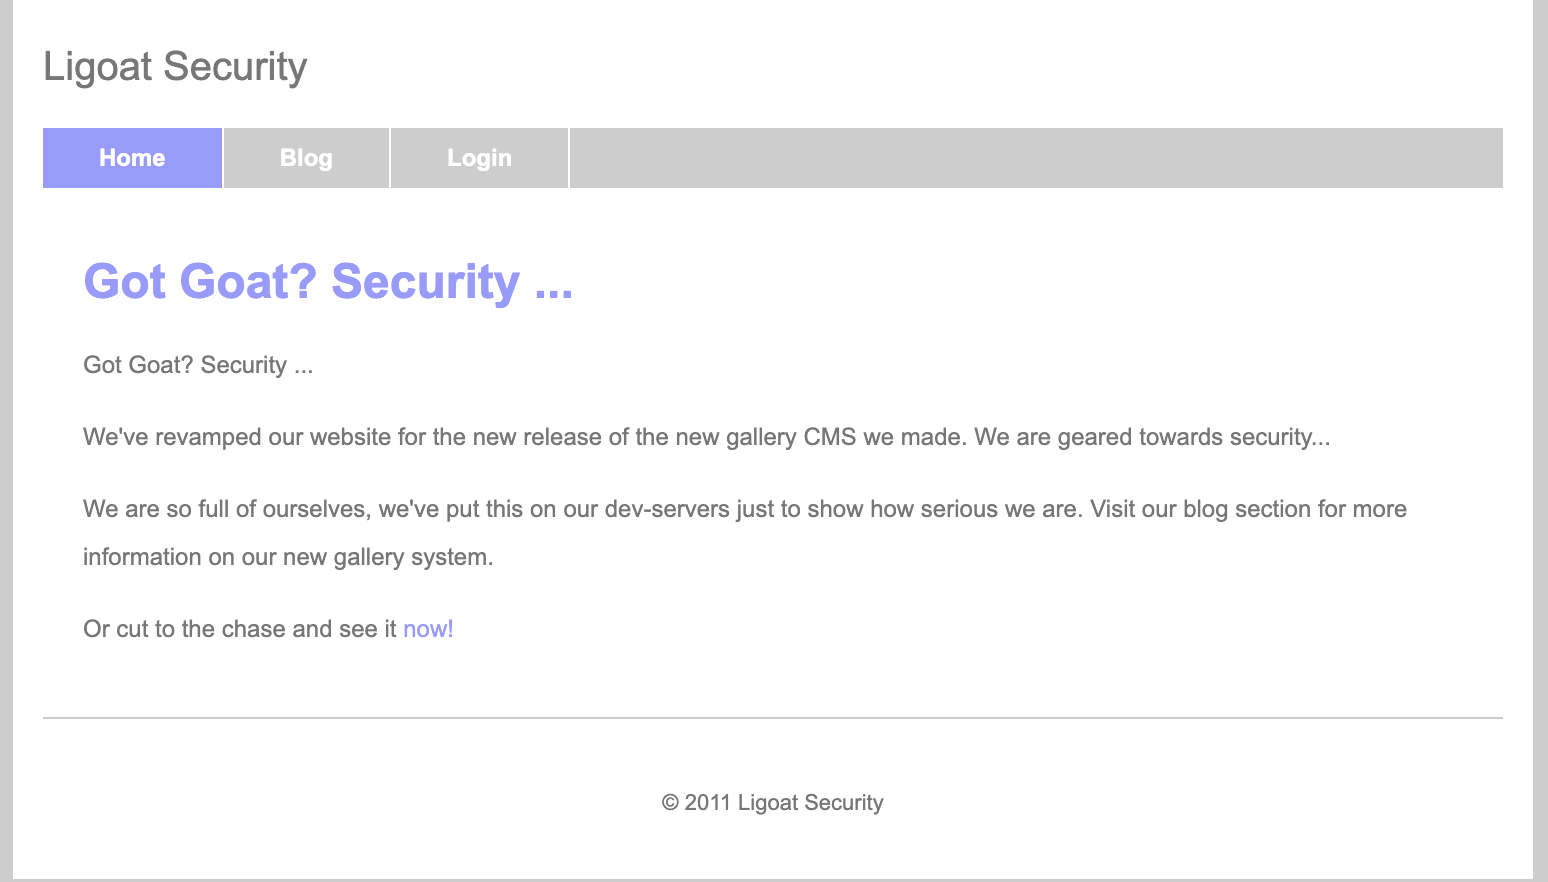 Ligoat Security
Home Blog Login
Got Goat? Security ...
Got Goat? Security ...
We've revamped our website for the new release of the new gallery CMS we made. We are geared towards security...
We are so full of ourselves, we've put this on our dev-servers just to show how serious we are. Visit our blog section for more
information on our new gallery system.
Or cut to the chase and see it now!
© 2011 Ligoat Security